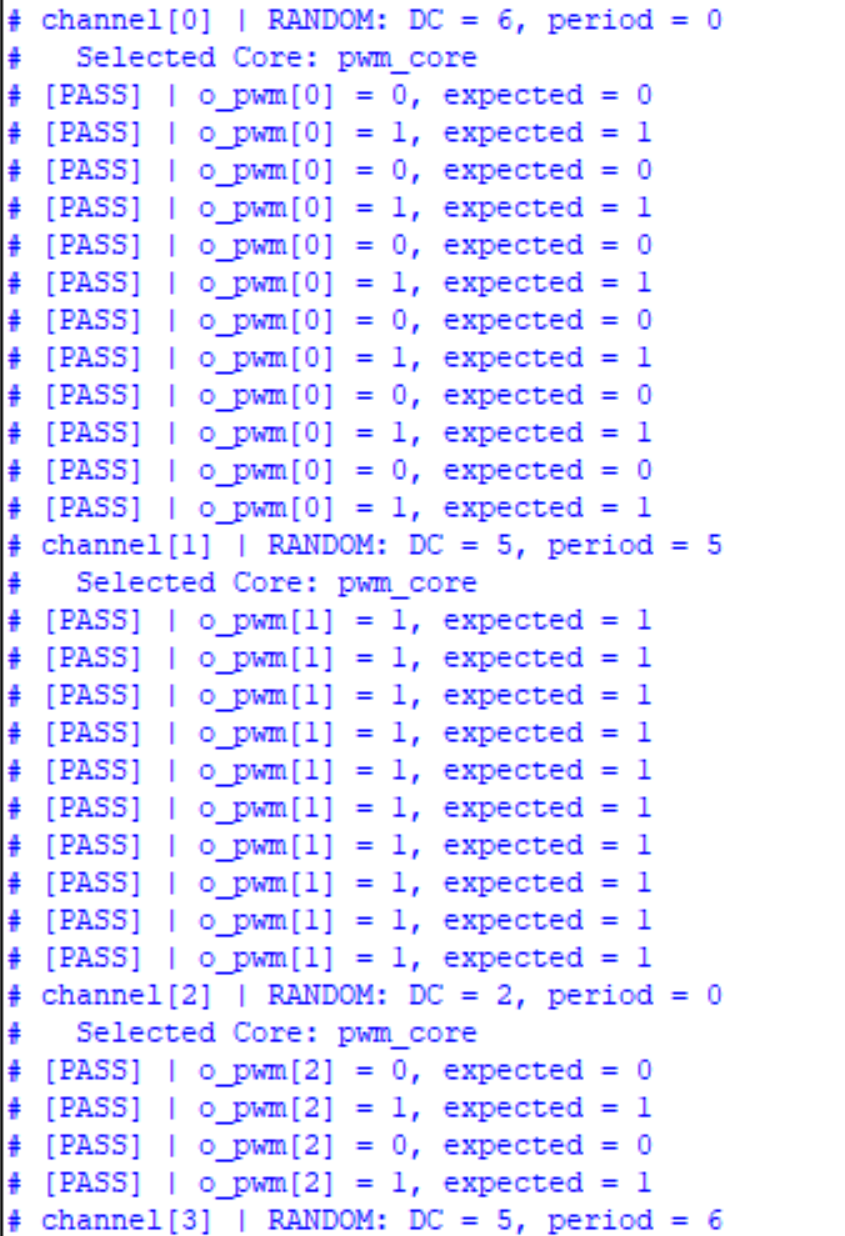 # channel[0] | RANDOM: DC = 6, period = 0
#   Selected Core: pwm_core
# [PASS] | o_pwm[0] = 0, expected = 0
# [PASS] | o_pwm[0] = 1, expected = 1
# [PASS] | o_pwm[0] = 0, expected = 0
# [PASS] | o_pwm[0] = 1, expected = 1
# [PASS] | o_pwm[0] = 0, expected = 0
# [PASS] | o_pwm[0] = 1, expected = 1
# [PASS] | o_pwm[0] = 0, expected = 0
# [PASS] | o_pwm[0] = 1, expected = 1
# [PASS] | o_pwm[0] = 0, expected = 0
# [PASS] | o_pwm[0] = 1, expected = 1
# [PASS] | o_pwm[0] = 0, expected = 0
# [PASS] | o_pwm[0] = 1, expected = 1
# channel[1] | RANDOM: DC = 5, period = 5
#   Selected Core: pwm_core
# [PASS] | o_pwm[1] = 1, expected = 1
# [PASS] | o_pwm[1] = 1, expected = 1
# [PASS] | o_pwm[1] = 1, expected = 1
# [PASS] | o_pwm[1] = 1, expected = 1
# [PASS] | o_pwm[1] = 1, expected = 1
# [PASS] | o_pwm[1] = 1, expected = 1
# [PASS] | o_pwm[1] = 1, expected = 1
# [PASS] | o_pwm[1] = 1, expected = 1
# [PASS] | o_pwm[1] = 1, expected = 1
# [PASS] | o_pwm[1] = 1, expected = 1
# channel[2] | RANDOM: DC = 2, period = 0
#   Selected Core: pwm_core
# [PASS] | o_pwm[2] = 0, expected = 0
# [PASS] | o_pwm[2] = 1, expected = 1
# [PASS] | o_pwm[2] = 0, expected = 0
# [PASS] | o_pwm[2] = 1, expected = 1
# channel[3] | RANDOM: DC = 5, period = 6